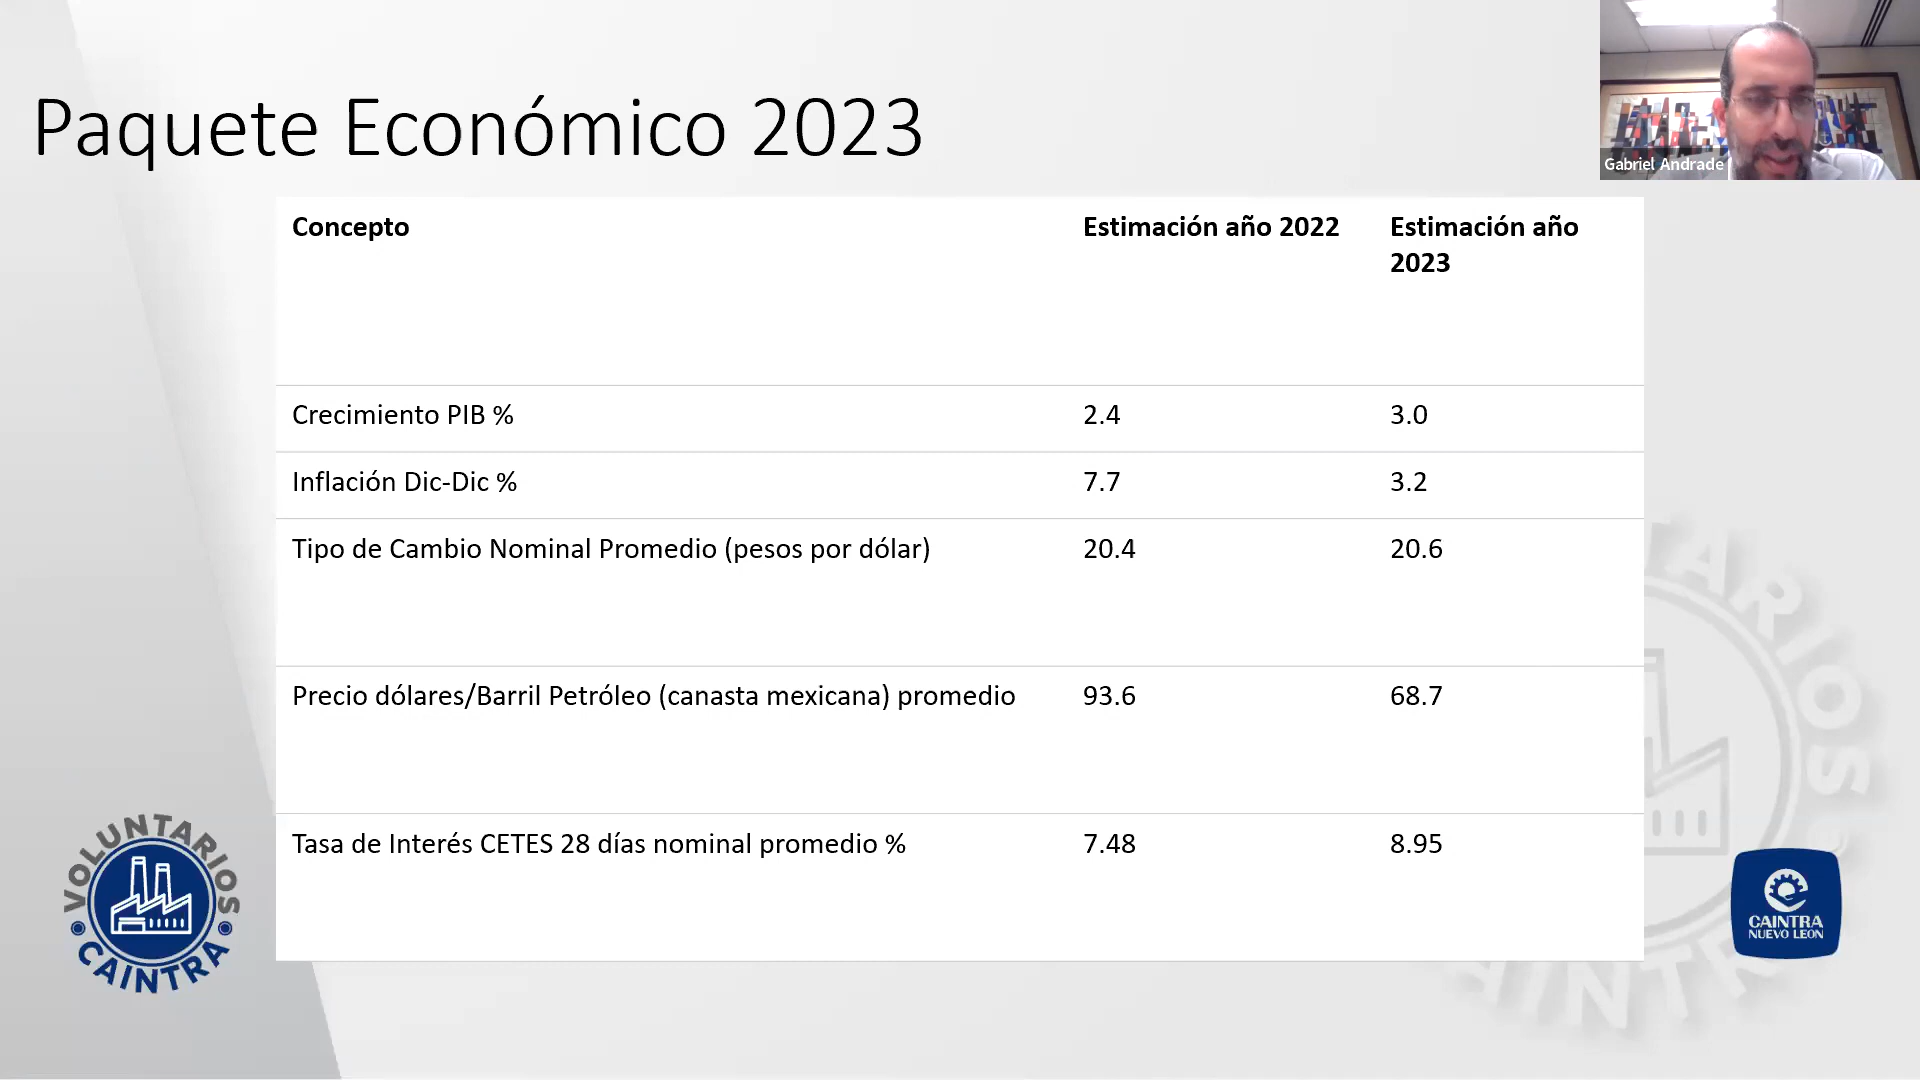 Paquete Económico 2023
Gabriel Andrade
Concepto
Estimación año 2022
Estimación año
2023
Crecimiento PIB %
2.4
3.0
Inflación Dic-Dic %
7.7
3.2
Tipo de Cambio Nominal Promedio (pesos por dólar)
20.4
20.6
Precio dólares/Barril Petróleo (canasta mexicana) promedio
93.6
68.7
Tasa de Interés CETES 28 días nominal promedio %
7.48
8.95
VOLUNTARIOS
CAINTRA
CAINTRA
NUEVO LEON